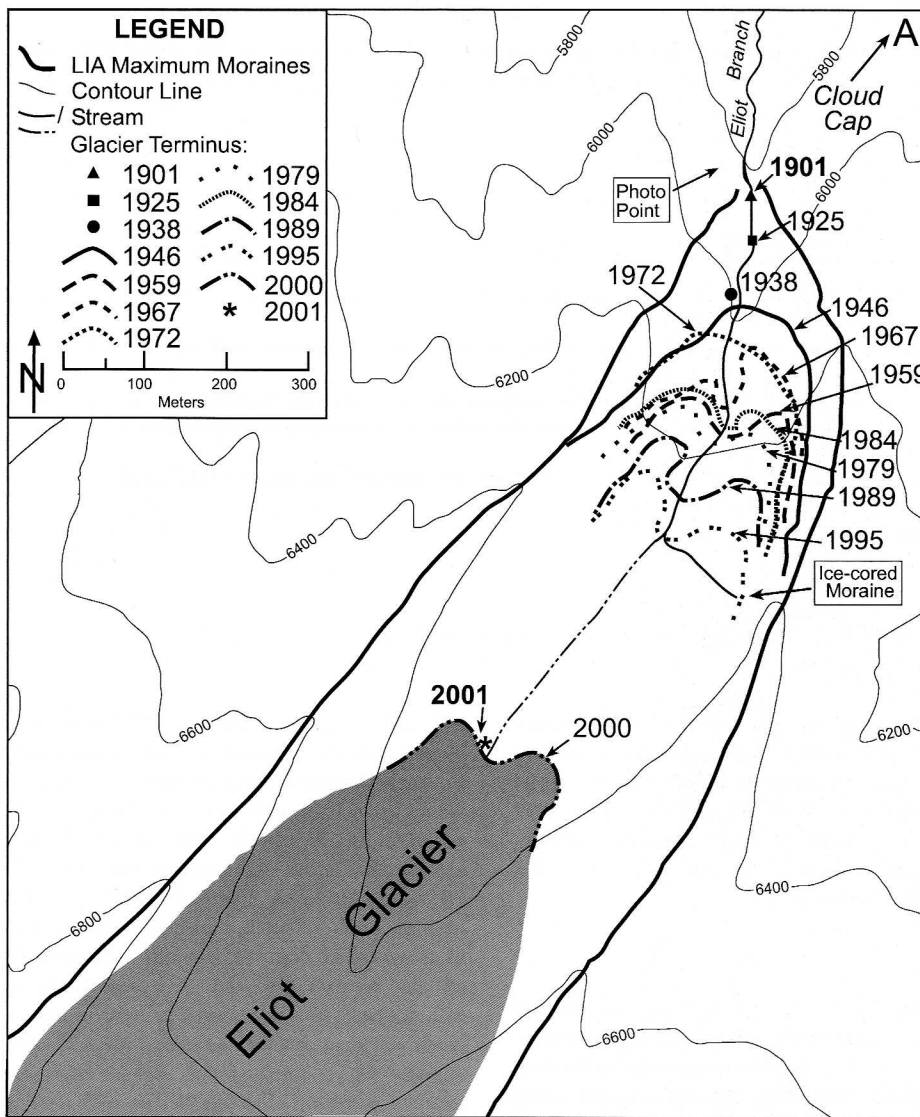 LEGEND
LIA Maximum Moraines
Contour Line
Stream
Glacier Terminus:
1901
1925
1938
1946
1959
1967
1972
1979
1984
1989
1995
2000
2001
N
0 100 200 300
Meters
A
5800
5800
Eliot Branch
Cloud
Cap
6000
6000
Photo
Point
1901
1925
1938
1972
1946
1967
1959
1984
1979
1989
1995
Ice-cored
Moraine
6200
6400
6600
6800
2001
2000
6200
6400
6600
Eliot Glacier